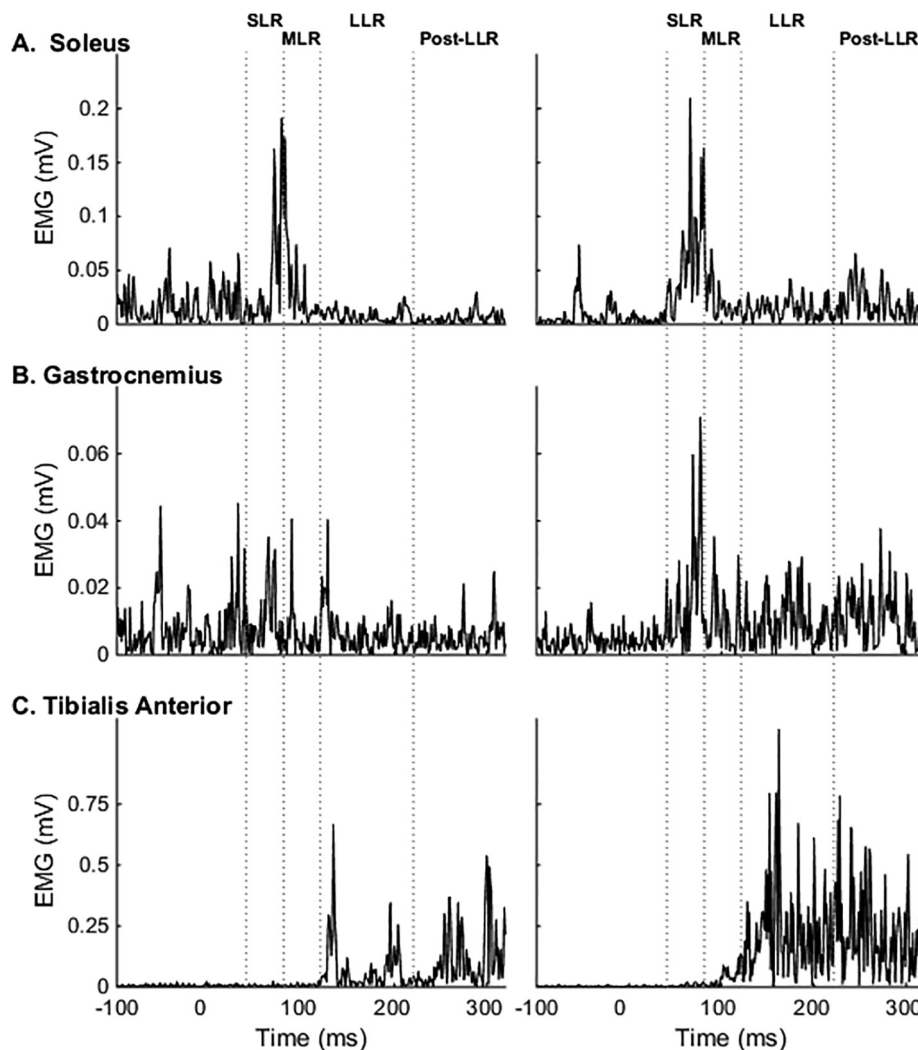 SLR LLR SLR LLR
MLR Post-LLR MLR Post-LLR
A. Soleus
0.2
0.15
0.1
0.05
0
EMG (mV)
B. Gastrocnemius
0.06
0.04
0.02
0
EMG (mV)
C. Tibialis Anterior
0.75
0.5
0.25
0
EMG (mV)
-100 0 100 200 300 -100 0 100 200 300
Time (ms) Time (ms)